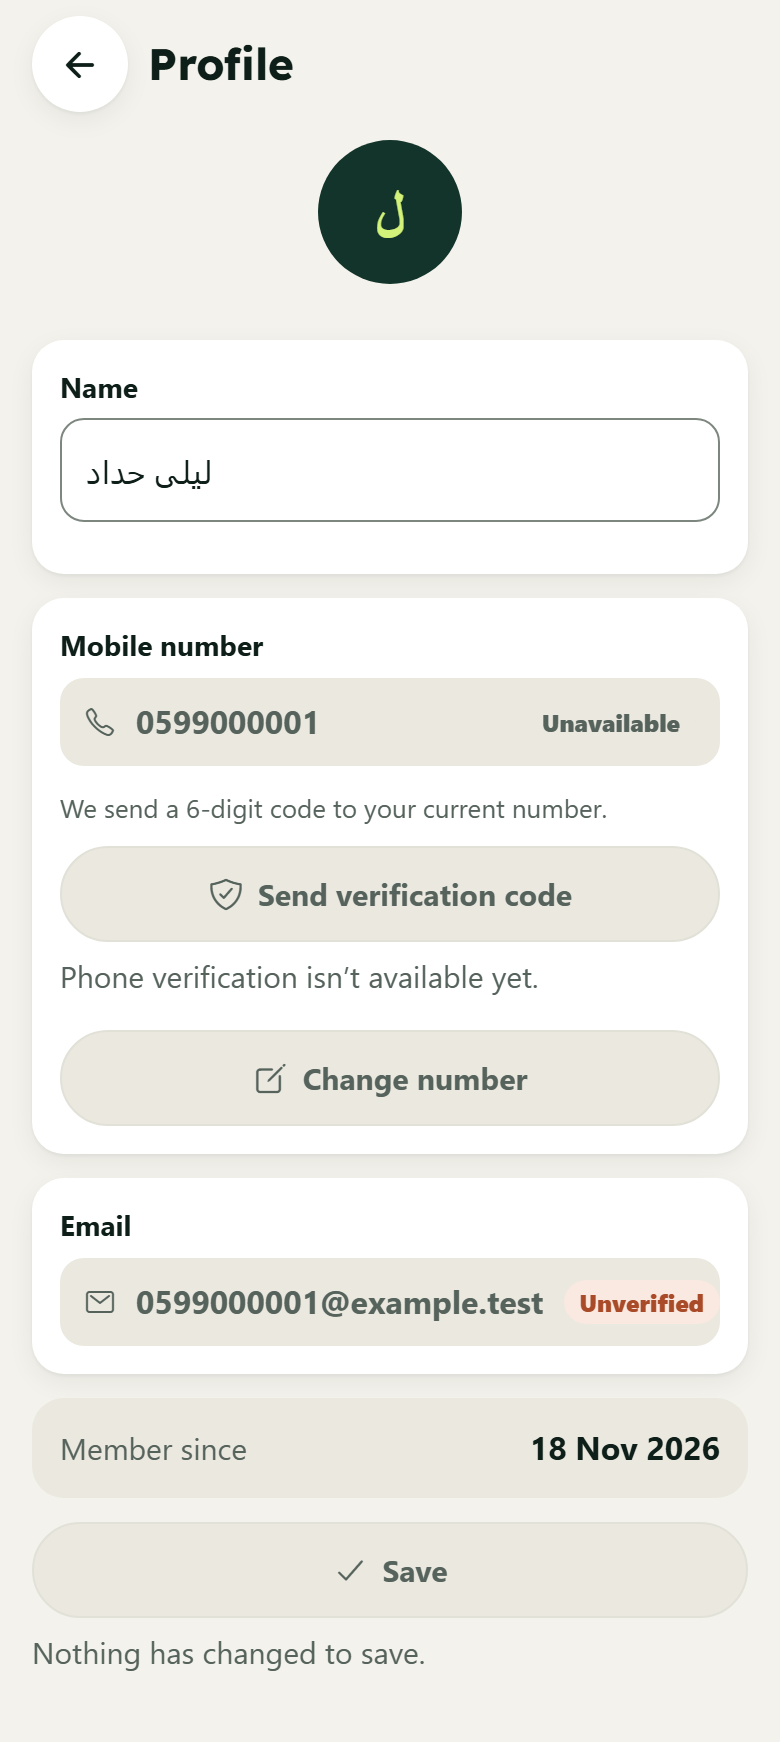 Profile
ل
Name
ليلى حداد
Mobile number
0599000001 Unavailable
We send a 6-digit code to your current number.
Send verification code
Phone verification isn’t available yet.
Change number
Email
0599000001@example.test Unverified
Member since 18 Nov 2026
Save
Nothing has changed to save.